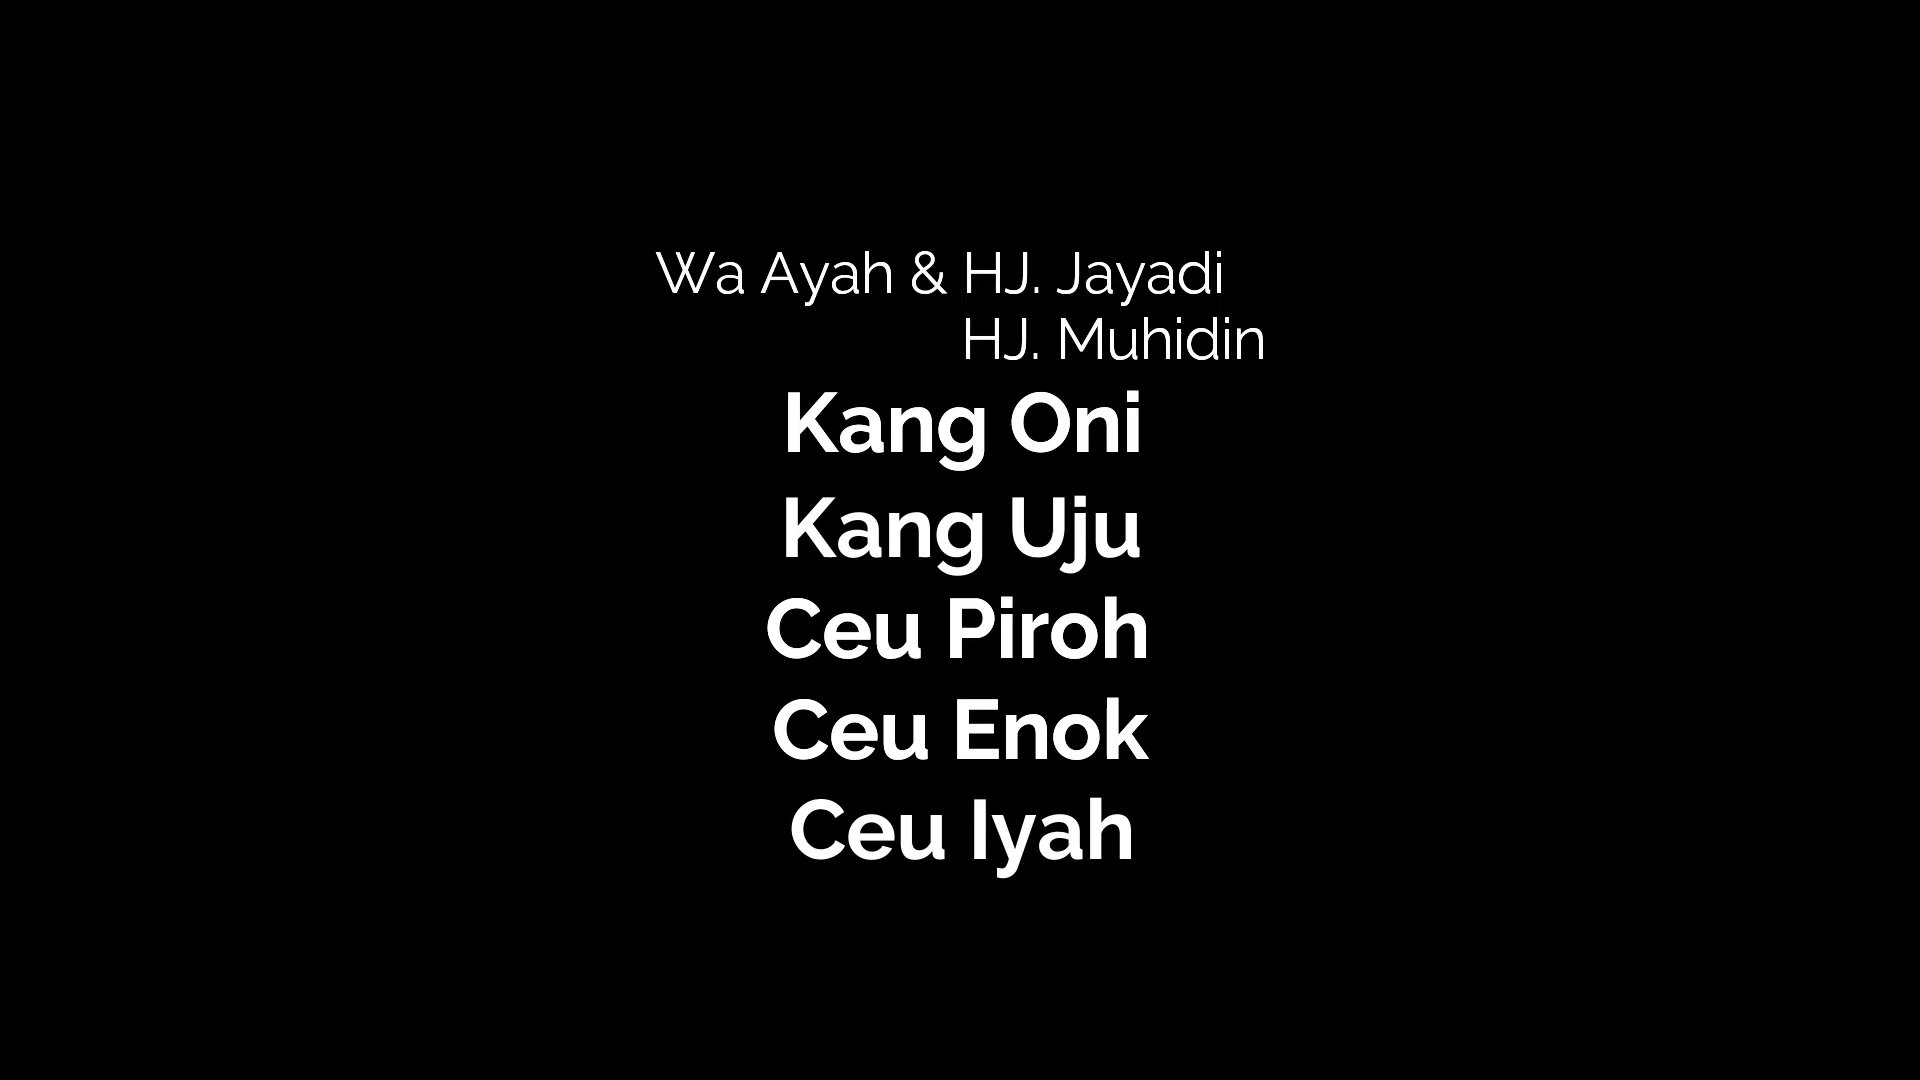 Wa Ayah & HJ. Jayadi
HJ. Muhidin
Kang Oni
Kang Uju
Ceu Piroh
Ceu Enok
Ceu Iyah